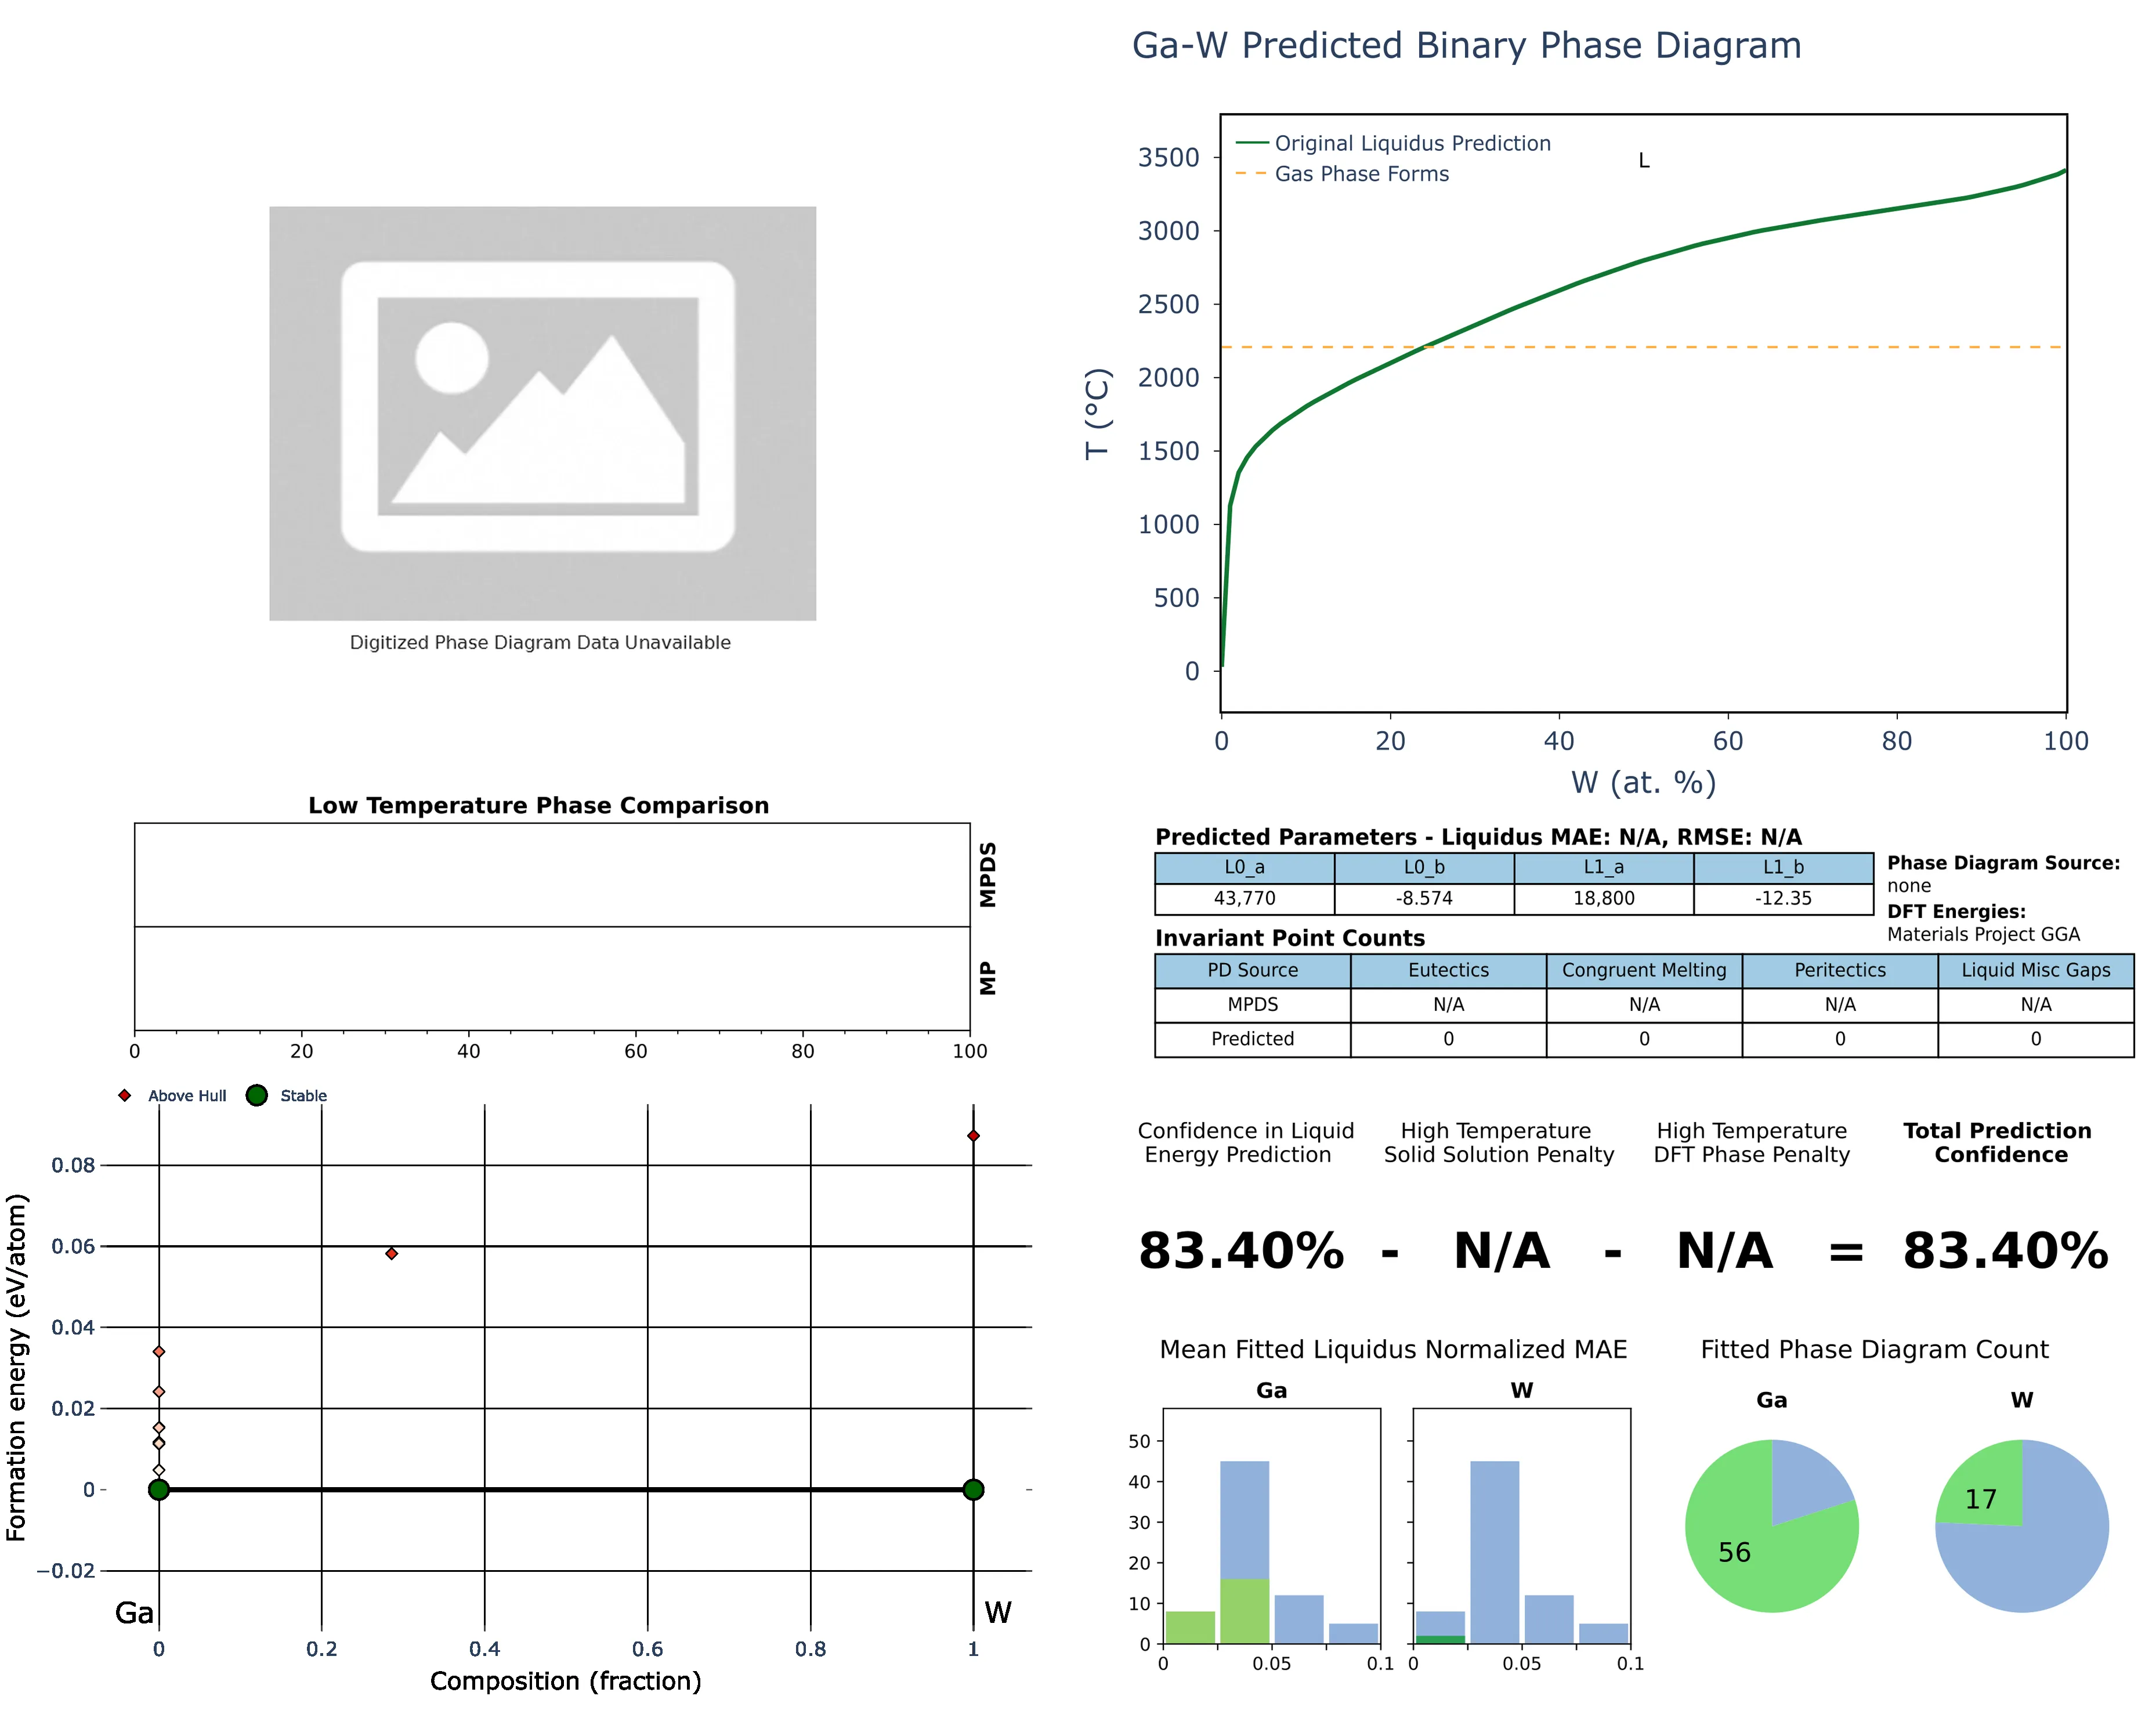 Ga-W Predicted Binary Phase Diagram
Original Liquidus Prediction
Gas Phase Forms
L
3500
3000
2500
2000
1500
1000
500
0
T (°C)
0 20 40 60 80 100
W (at. %)
Digitized Phase Diagram Data Unavailable
Low Temperature Phase Comparison
MPDS
MP
0 20 40 60 80 100
Predicted Parameters - Liquidus MAE: N/A, RMSE: N/A
L0_a L0_b L1_a L1_b
43,770 -8.574 18,800 -12.35
Phase Diagram Source:
none
DFT Energies:
Materials Project GGA
Invariant Point Counts
PD Source Eutectics Congruent Melting Peritectics Liquid Misc Gaps
MPDS N/A N/A N/A N/A
Predicted 0 0 0 0
Above Hull Stable
0.08
0.06
0.04
0.02
0
−0.02
Formation energy (eV/atom)
Ga W
0 0.2 0.4 0.6 0.8 1
Composition (fraction)
Confidence in Liquid
Energy Prediction
High Temperature
Solid Solution Penalty
High Temperature
DFT Phase Penalty
Total Prediction
Confidence
83.40% - N/A - N/A = 83.40%
Mean Fitted Liquidus Normalized MAE
Ga W
50
40
30
20
10
0
0 0.05 0.1 0 0.05 0.1
Fitted Phase Diagram Count
Ga W
56
17